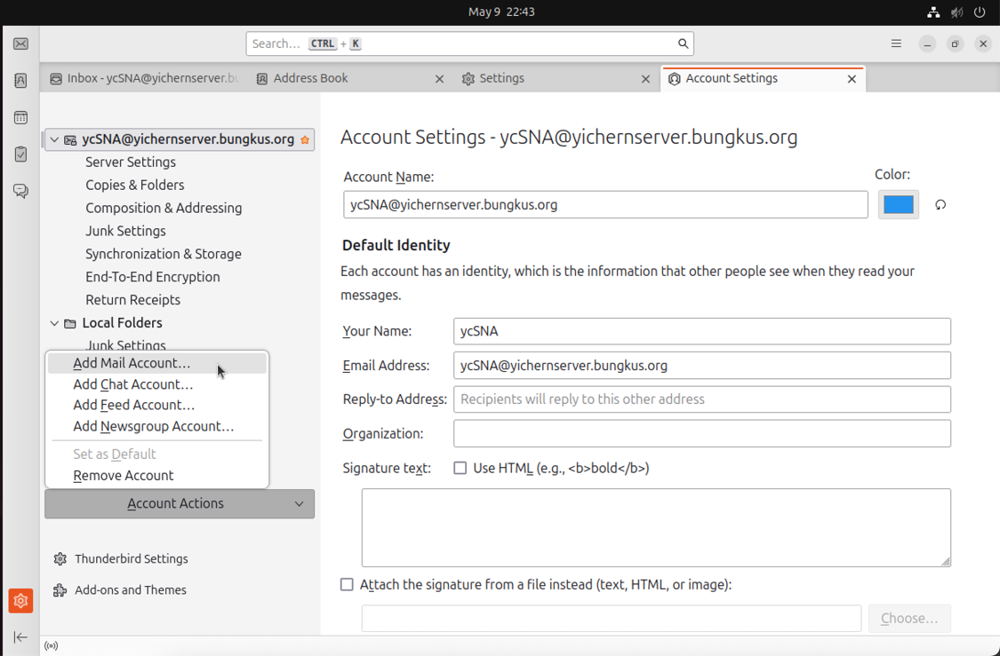 May 9 22:43
Search... CTRL + K
Inbox - ycSNA@yichernserver.bu
Address Book
Settings
Account Settings
ycSNA@yichernserver.bungkus.org
Server Settings
Copies & Folders
Composition & Addressing
Junk Settings
Synchronization & Storage
End-To-End Encryption
Return Receipts
Local Folders
Junk Settings
Add Mail Account...
Add Chat Account...
Add Feed Account...
Add Newsgroup Account...
Set as Default
Remove Account
Account Actions
Thunderbird Settings
Add-ons and Themes
Account Settings - ycSNA@yichernserver.bungkus.org
Account Name:
Color:
ycSNA@yichernserver.bungkus.org
Default Identity
Each account has an identity, which is the information that other people see when they read your
messages.
Your Name: ycSNA
Email Address: ycSNA@yichernserver.bungkus.org
Reply-to Address: Recipients will reply to this other address
Organization:
Signature text: Use HTML (e.g., <b>bold</b>)
Attach the signature from a file instead (text, HTML, or image):
Choose...